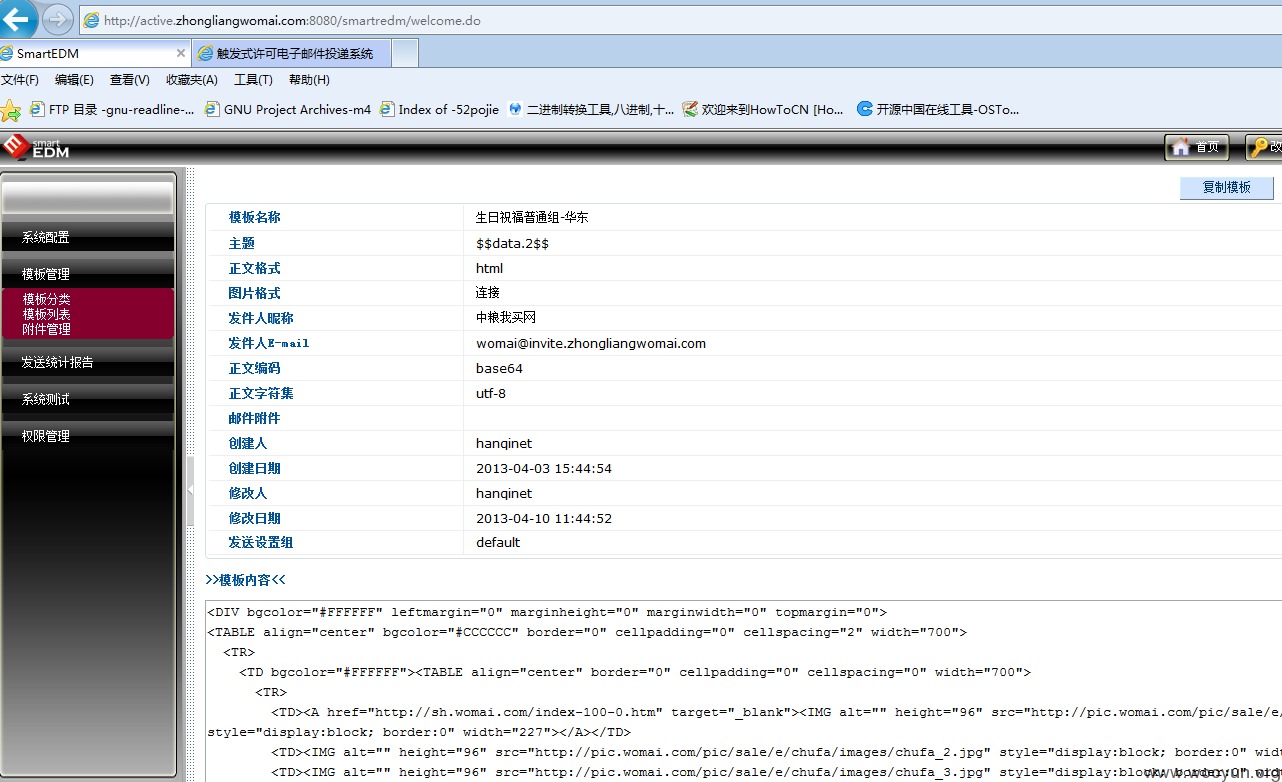 http://active.zhongliangwomai.com:8080/smartredm/welcome.do
SmartEDM 触发式许可电子邮件投递系统
文件(F) 编辑(E) 查看(V) 收藏夹(A) 工具(T) 帮助(H)
FTP 目录 -gnu-readline-... GNU Project Archives-m4 Index of -52pojie 二进制转换工具,八进制,十... 欢迎来到HowToCN [Ho... 开源中国在线工具-OSTo...
smart
EDM
首页 改
复制模板
系统配置
模板管理
模板分类
模板列表
附件管理
发送统计报告
系统测试
权限管理
模板名称 生日祝福普通组-华东
主题 $$data.2$$
正文格式 html
图片格式 连接
发件人昵称 中粮我买网
发件人E-mail womai@invite.zhongliangwomai.com
正文编码 base64
正文字符集 utf-8
邮件附件
创建人 hanqinet
创建日期 2013-04-03 15:44:54
修改人 hanqinet
修改日期 2013-04-10 11:44:52
发送设置组 default
>>模板内容<<
<DIV bgcolor="#FFFFFF" leftmargin="0" marginheight="0" marginwidth="0" topmargin="0">
<TABLE align="center" bgcolor="#CCCCCC" border="0" cellpadding="0" cellspacing="2" width="700">
<TR>
<TD bgcolor="#FFFFFF"><TABLE align="center" border="0" cellpadding="0" cellspacing="0" width="700">
<TR>
<TD><A href="http://sh.womai.com/index-100-0.htm" target="_blank"><IMG alt="" height="96" src="http://pic.womai.com/pic/sale/e/
style="display:block; border:0" width="227"></A></TD>
<TD><IMG alt="" height="96" src="http://pic.womai.com/pic/sale/e/chufa/images/chufa_2.jpg" style="display:block; border:0" widt
<TD><IMG alt="" height="96" src="http://pic.womai.com/pic/sale/e/chufa/images/chufa_3.jpg" style="display:block; border:0" widt
www.wooyun.org